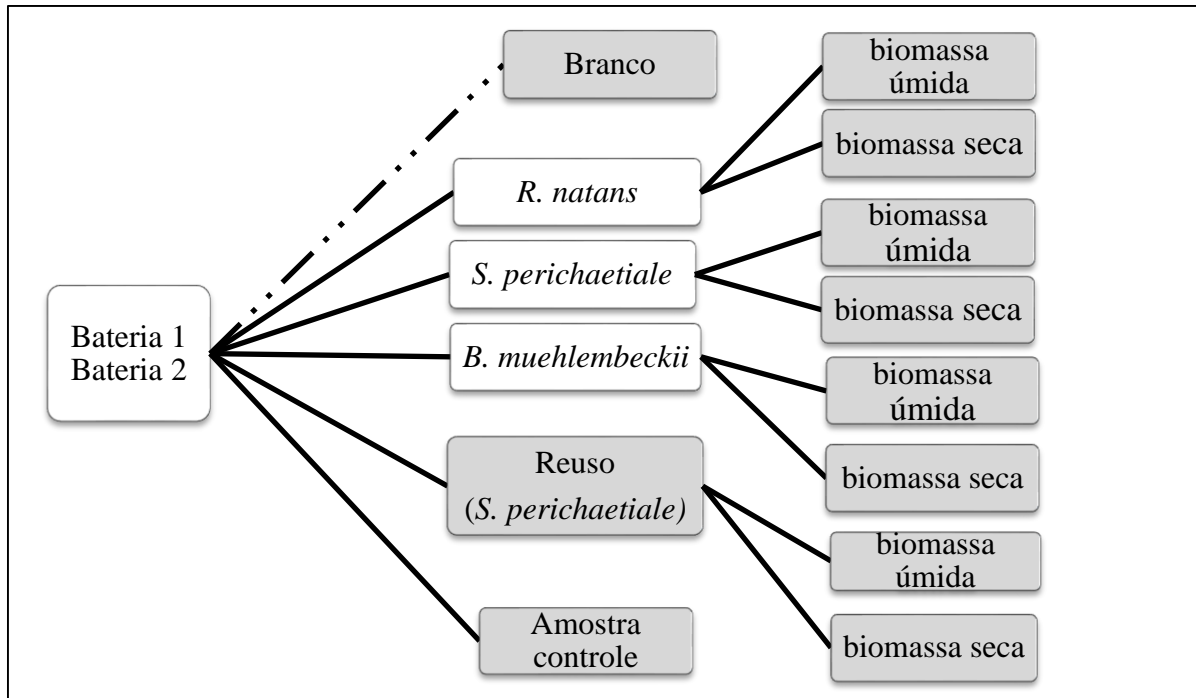 Bateria 1
Bateria 2
Branco
R. natans
biomassa
úmida
biomassa seca
S. perichaetiale
biomassa
úmida
biomassa seca
B. muehlembeckii
biomassa
úmida
biomassa seca
Reuso
(S. perichaetiale)
biomassa
úmida
biomassa seca
Amostra
controle